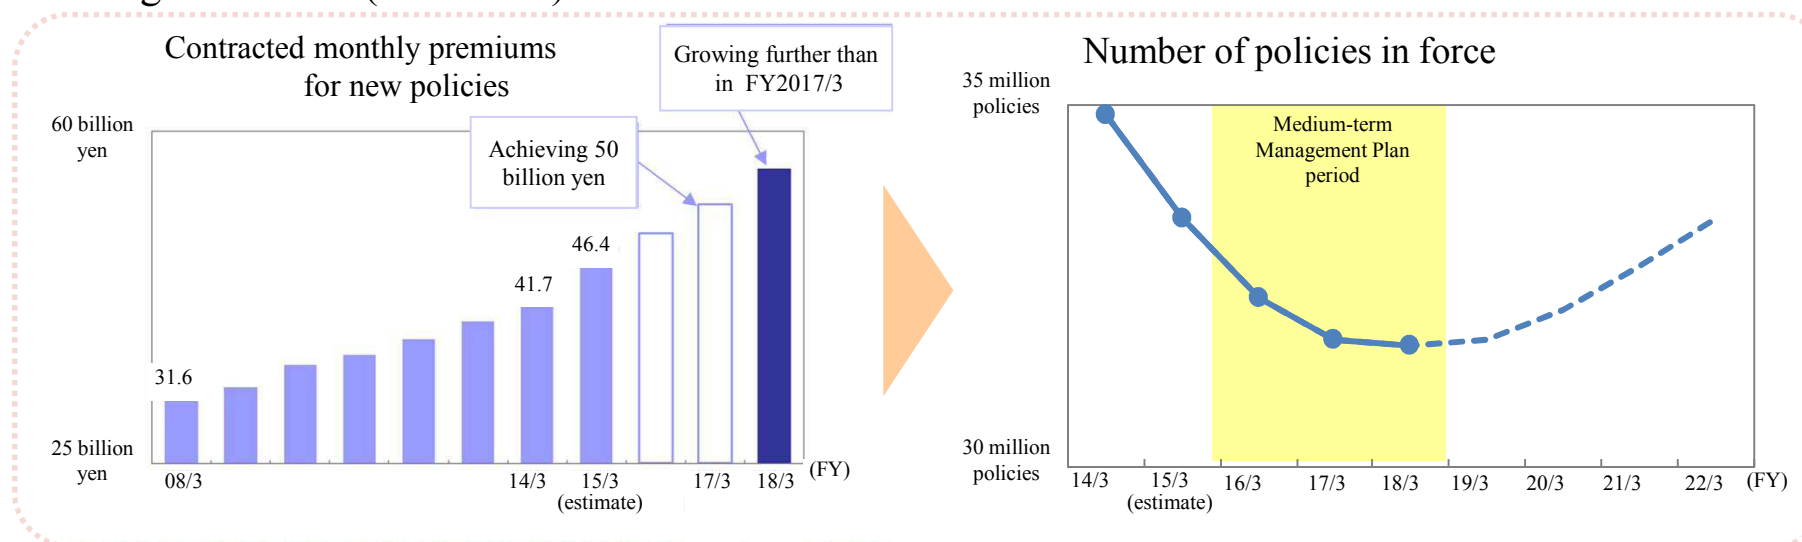 Contracted monthly premiums
for new policies
60 billion
yen
Growing further than
in FY2017/3
Achieving 50
billion yen
46.4
41.7
31.6
25 billion
yen
08/3
14/3
15/3
(estimate)
17/3
18/3
(FY)
Number of policies in force
35 million
policies
Medium-term
Management Plan
period
30 million
policies
14/3
15/3
(estimate)
16/3
17/3
18/3
19/3
20/3
21/3
22/3
(FY)